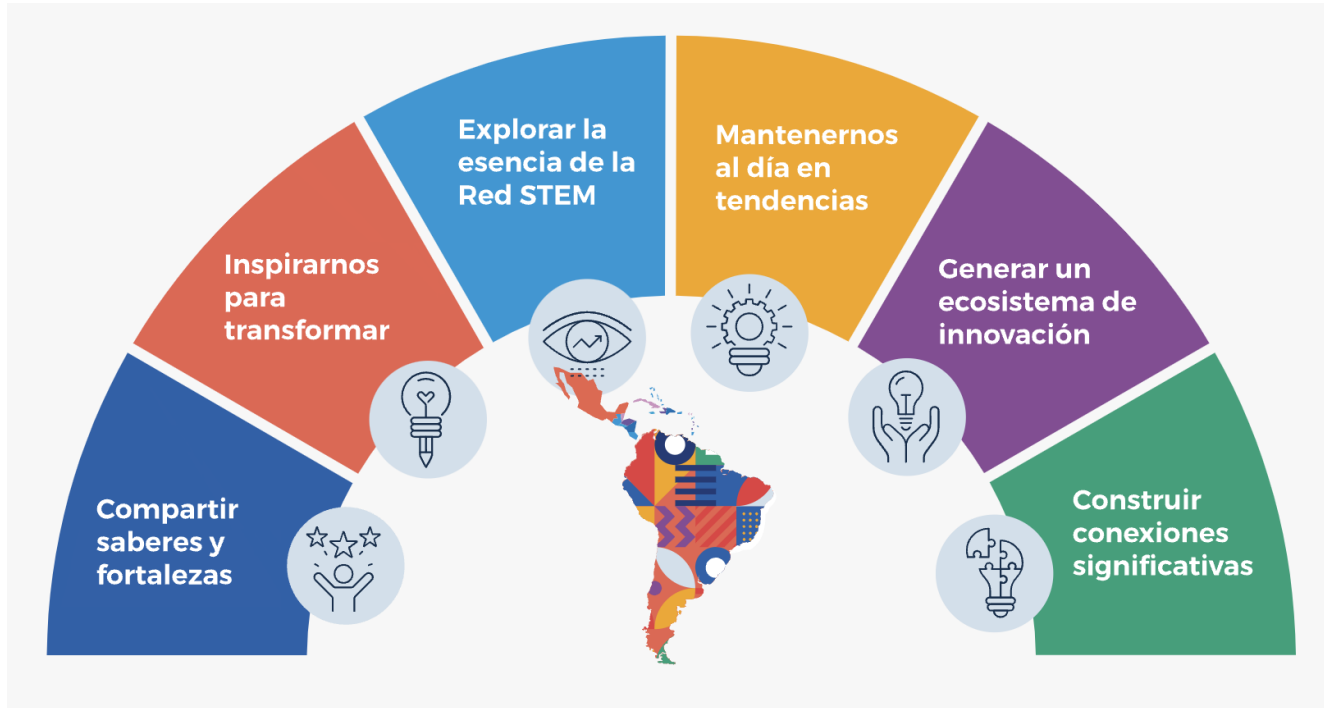 Compartir
saberes y
fortalezas
Inspirarnos
para
transformar
Explorar la
esencia de la
Red STEM
Mantenernos
al día en
tendencias
Generar un
ecosistema de
innovación
Construir
conexiones
significativas